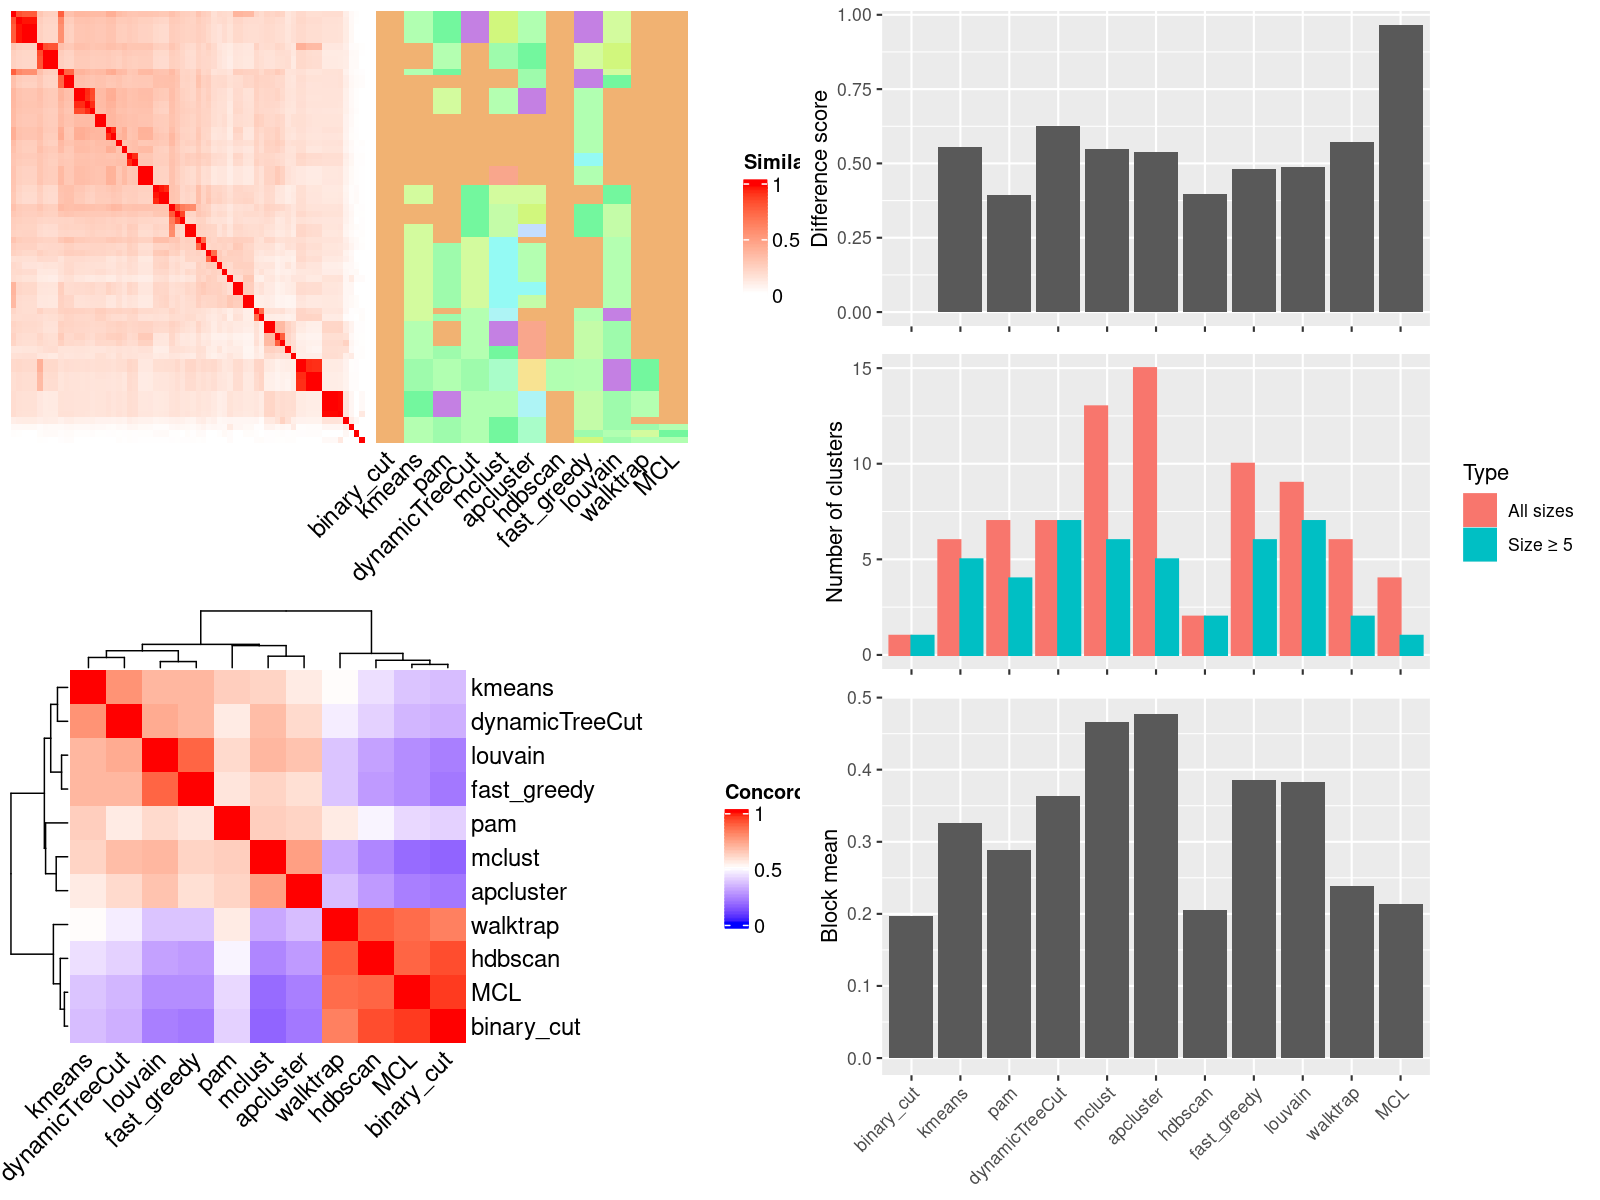 Simila
1
0.5
0
binary_cut
kmeans
pam
dynamicTreeCut
mclust
apcluster
hdbscan
fast_greedy
louvain
walktrap
MCL
kmeans
dynamicTreeCut
louvain
fast_greedy
pam
mclust
apcluster
walktrap
hdbscan
MCL
binary_cut
Concord
1
0.5
0
kmeans
dynamicTreeCut
louvain
fast_greedy
pam
mclust
apcluster
walktrap
hdbscan
MCL
binary_cut
Difference score
1.00
0.75
0.50
0.25
0.00
Number of clusters
15
10
5
0
Type
All sizes
Size ≥ 5
Block mean
0.5
0.4
0.3
0.2
0.1
0.0
binary_cut
kmeans
pam
dynamicTreeCut
mclust
apcluster
hdbscan
fast_greedy
louvain
walktrap
MCL